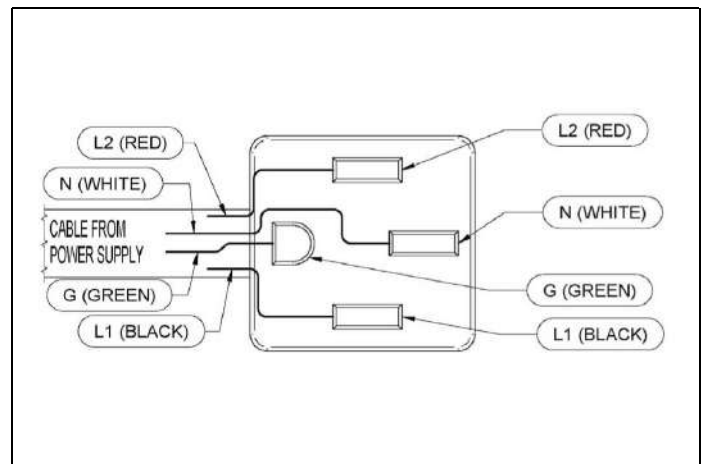 L2 (RED)
N (WHITE)
CABLE FROM
POWER SUPPLY
G (GREEN)
L1 (BLACK)
L2 (RED)
N (WHITE)
G (GREEN)
L1 (BLACK)